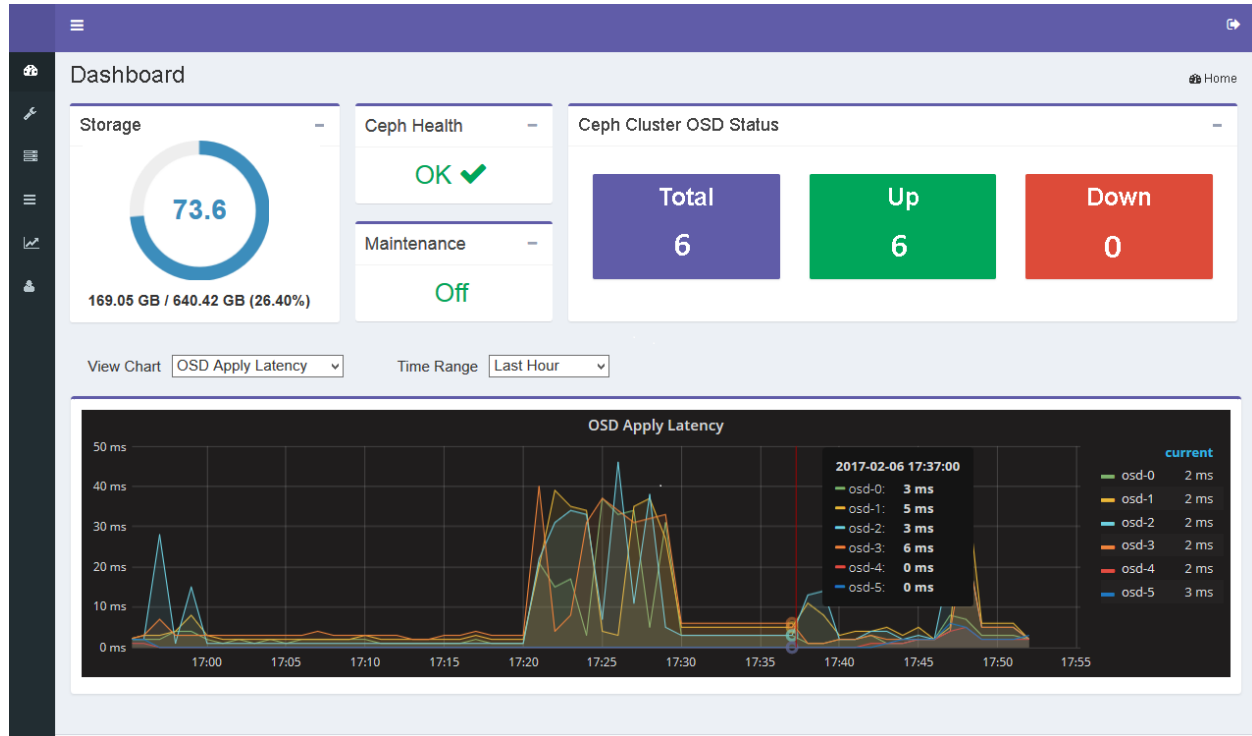 Dashboard
Home
Storage
73.6
169.05 GB / 640.42 GB (26.40%)
Ceph Health
OK
Maintenance
Off
Ceph Cluster OSD Status
Total
6
Up
6
Down
0
View Chart OSD Apply Latency
Time Range Last Hour
OSD Apply Latency
50 ms
40 ms
30 ms
20 ms
10 ms
0 ms
17:00 17:05 17:10 17:15 17:20 17:25 17:30 17:35 17:40 17:45 17:50 17:55
2017-02-06 17:37:00
osd-0: 3 ms
osd-1: 5 ms
osd-2: 3 ms
osd-3: 6 ms
osd-4: 0 ms
osd-5: 0 ms
current
osd-0 2 ms
osd-1 2 ms
osd-2 2 ms
osd-3 2 ms
osd-4 2 ms
osd-5 3 ms